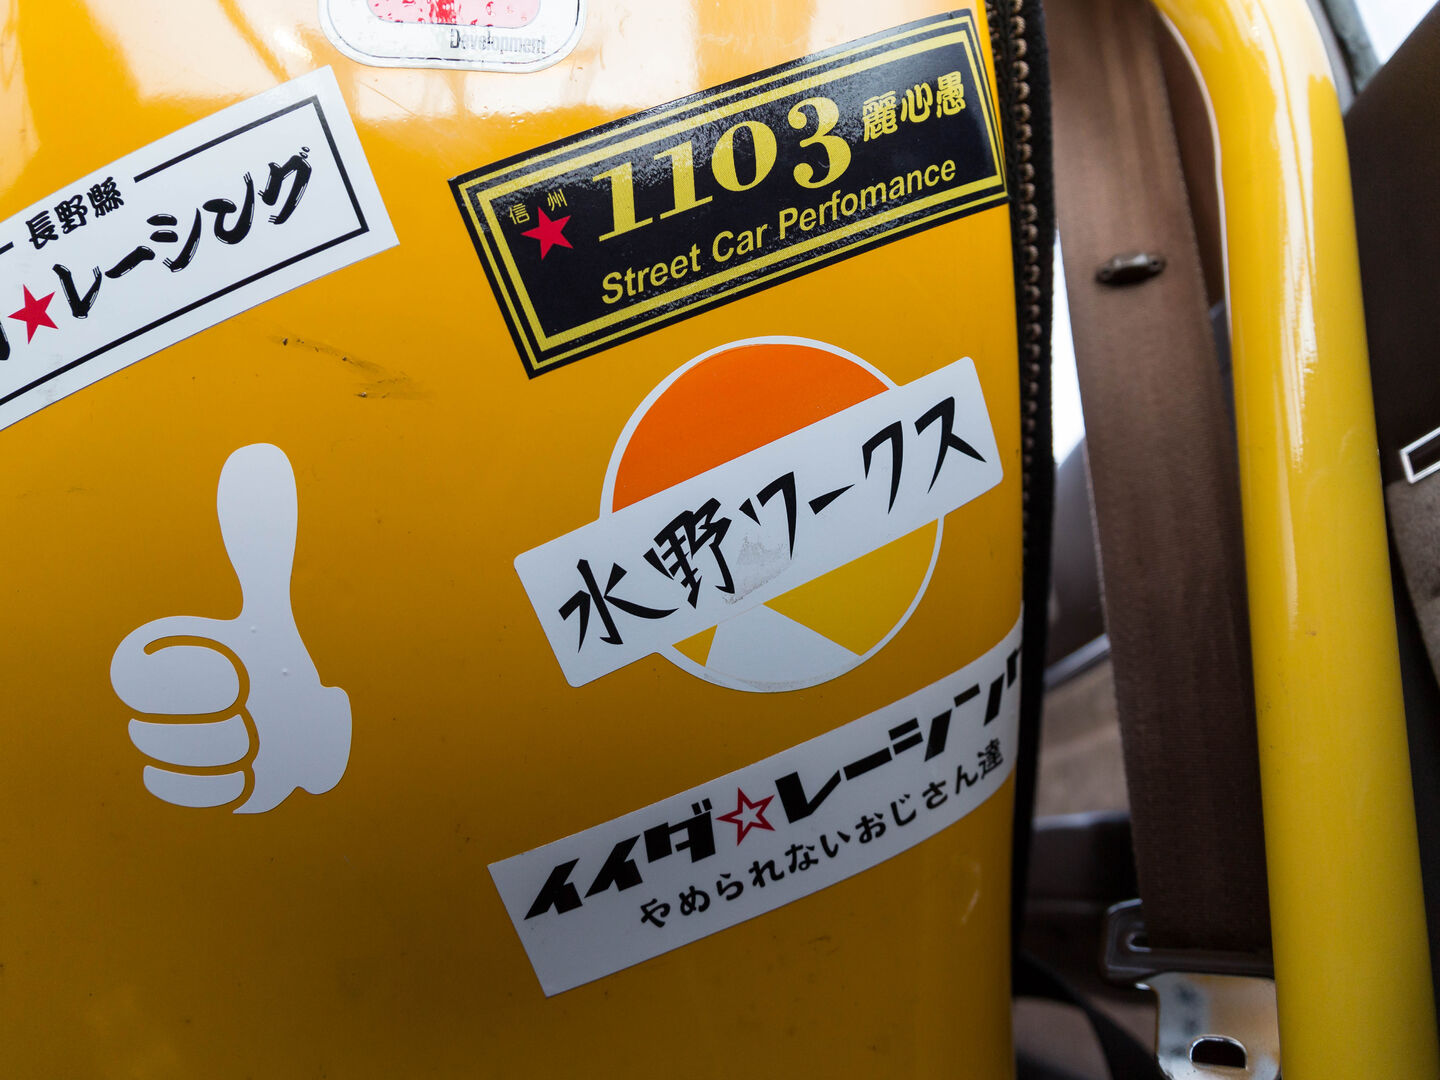 Development
長野縣
★レーシング
信州
1103
麗心愚
Street Car Perfomance
水野ワークス
イイダ☆レーシング
やめられないおじさん達